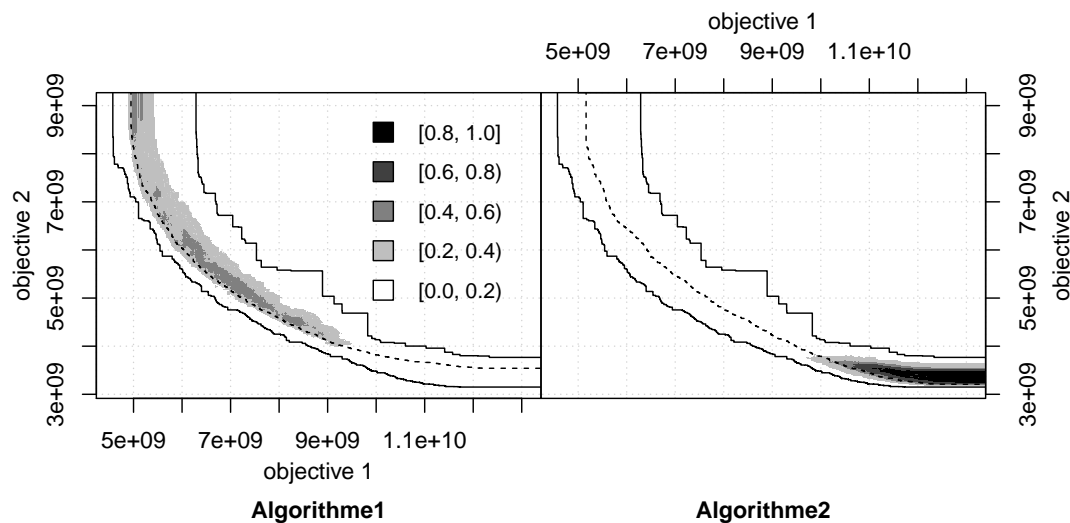 objective 1
5e+09 7e+09 9e+09 1.1e+10
objective 2
3e+09 5e+09 7e+09 9e+09
[0.8, 1.0]
[0.6, 0.8)
[0.4, 0.6)
[0.2, 0.4)
[0.0, 0.2)
3e+09 5e+09 7e+09 9e+09
objective 2
5e+09 7e+09 9e+09 1.1e+10
objective 1
Algorithme1
Algorithme2